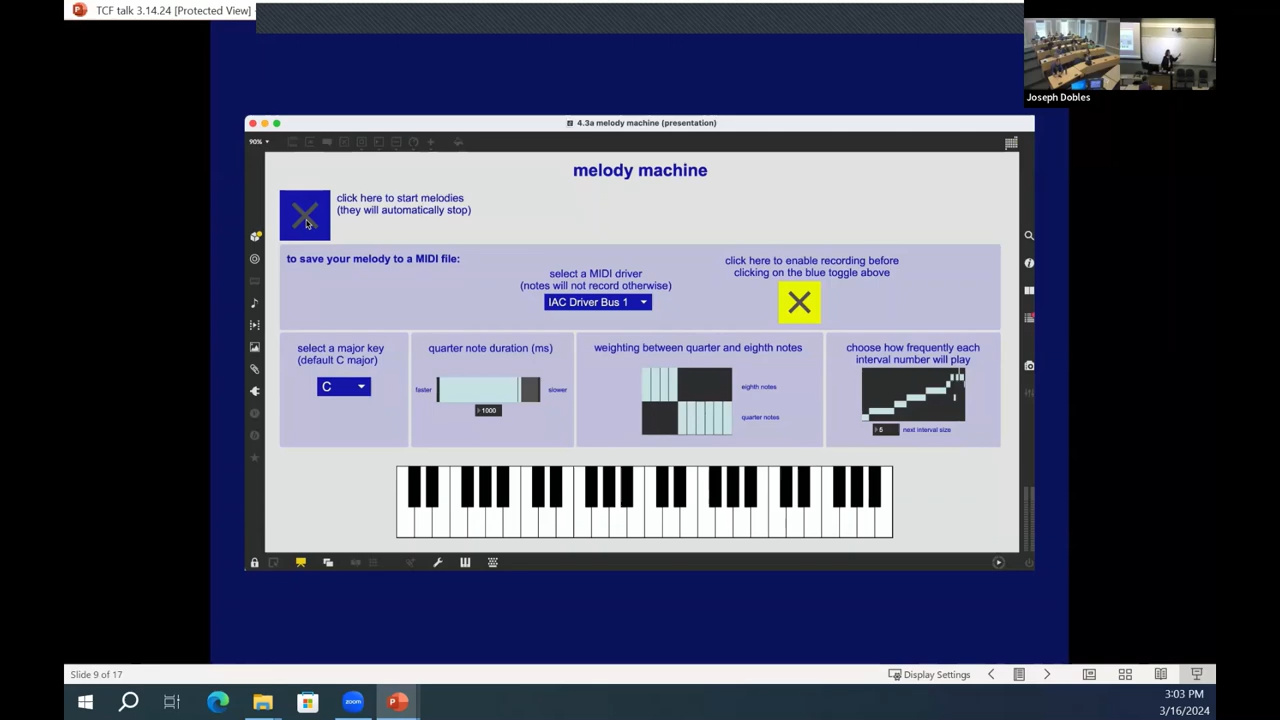 TCF talk 3.14.24 [Protected View] -
Joseph Dobles
4.3a melody machine (presentation)
90%
melody machine
click here to start melodies
(they will automatically stop)
to save your melody to a MIDI file:
select a MIDI driver
(notes will not record otherwise)
IAC Driver Bus 1
click here to enable recording before
clicking on the blue toggle above
select a major key
(default C major)
C
quarter note duration (ms)
faster
slower
1000
weighting between quarter and eighth notes
eighth notes
quarter notes
choose how frequently each
interval number will play
5
next interval size
Slide 9 of 17
Display Settings
zoom
3:03 PM
3/16/2024